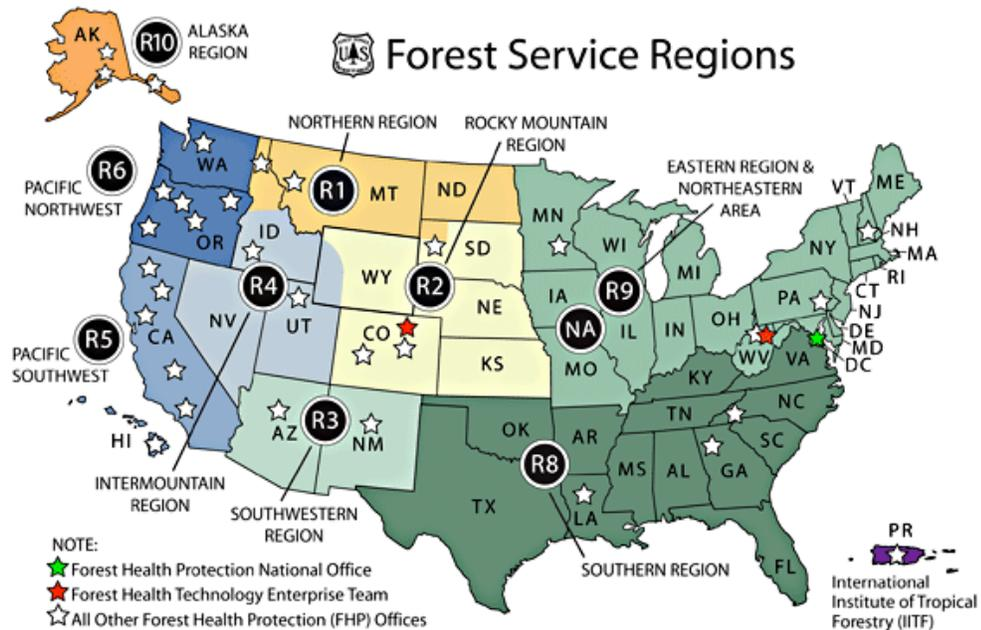 AK
R10
ALASKA
REGION
US
Forest Service Regions
NORTHERN REGION
ROCKY MOUNTAIN
REGION
EASTERN REGION &
NORTHEASTERN
AREA
R6
PACIFIC
NORTHWEST
WA
OR
ID
R1
MT
ND
SD
MN
WI
MI
VT
ME
NH
MA
RI
NY
CT
NJ
PA
DE
MD
DC
R4
WY
R2
NE
IA
R9
NA
IL
IN
OH
WV
VA
R5
PACIFIC
SOUTHWEST
CA
NV
UT
CO
KS
MO
KY
HI
AZ
R3
NM
OK
AR
TN
NC
SC
R8
MS
AL
GA
TX
LA
FL
INTERMOUNTAIN
REGION
SOUTHWESTERN
REGION
SOUTHERN REGION
NOTE:
Forest Health Protection National Office
Forest Health Technology Enterprise Team
All Other Forest Health Protection (FHP) Offices
PR
International
Institute of Tropical
Forestry (IITF)